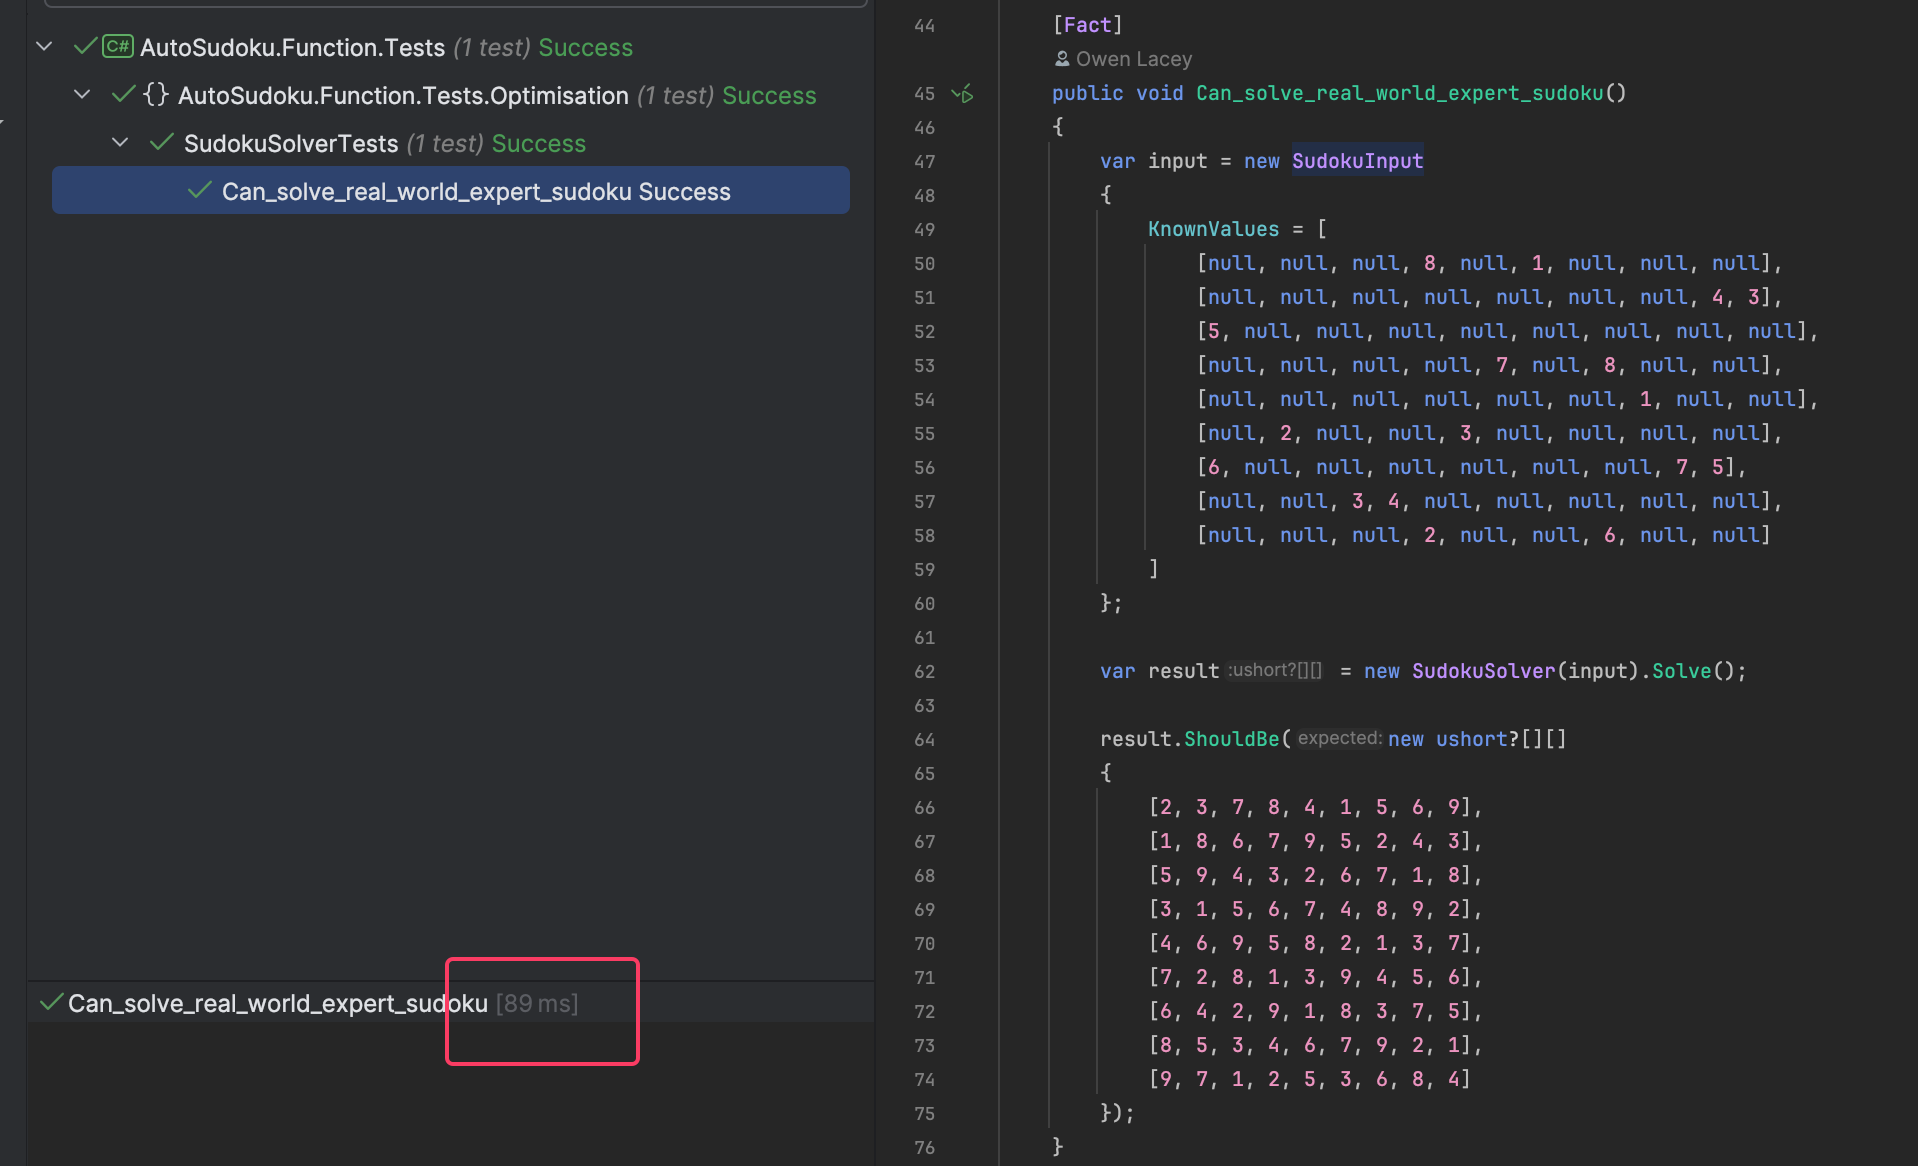 AutoSudoku.Function.Tests (1 test) Success
AutoSudoku.Function.Tests.Optimisation (1 test) Success
SudokuSolverTests (1 test) Success
Can_solve_real_world_expert_sudoku Success
Can_solve_real_world_expert_sudoku [89 ms]
44 [Fact]
Owen Lacey
45 public void Can_solve_real_world_expert_sudoku()
46 {
47 var input = new SudokuInput
48 {
49 KnownValues = [
50 [null, null, null, 8, null, 1, null, null, null],
51 [null, null, null, null, null, null, null, 4, 3],
52 [5, null, null, null, null, null, null, null, null],
53 [null, null, null, null, 7, null, 8, null, null],
54 [null, null, null, null, null, null, 1, null, null],
55 [null, 2, null, null, 3, null, null, null, null],
56 [6, null, null, null, null, null, null, 7, 5],
57 [null, null, 3, 4, null, null, null, null, null],
58 [null, null, null, 2, null, null, 6, null, null]
59 ]
60 };
61
62 var result :ushort?[][] = new SudokuSolver(input).Solve();
63
64 result.ShouldBe( expected: new ushort?[][]
65 {
66 [2, 3, 7, 8, 4, 1, 5, 6, 9],
67 [1, 8, 6, 7, 9, 5, 2, 4, 3],
68 [5, 9, 4, 3, 2, 6, 7, 1, 8],
69 [3, 1, 5, 6, 7, 4, 8, 9, 2],
70 [4, 6, 9, 5, 8, 2, 1, 3, 7],
71 [7, 2, 8, 1, 3, 9, 4, 5, 6],
72 [6, 4, 2, 9, 1, 8, 3, 7, 5],
73 [8, 5, 3, 4, 6, 7, 9, 2, 1],
74 [9, 7, 1, 2, 5, 3, 6, 8, 4]
75 });
76 }